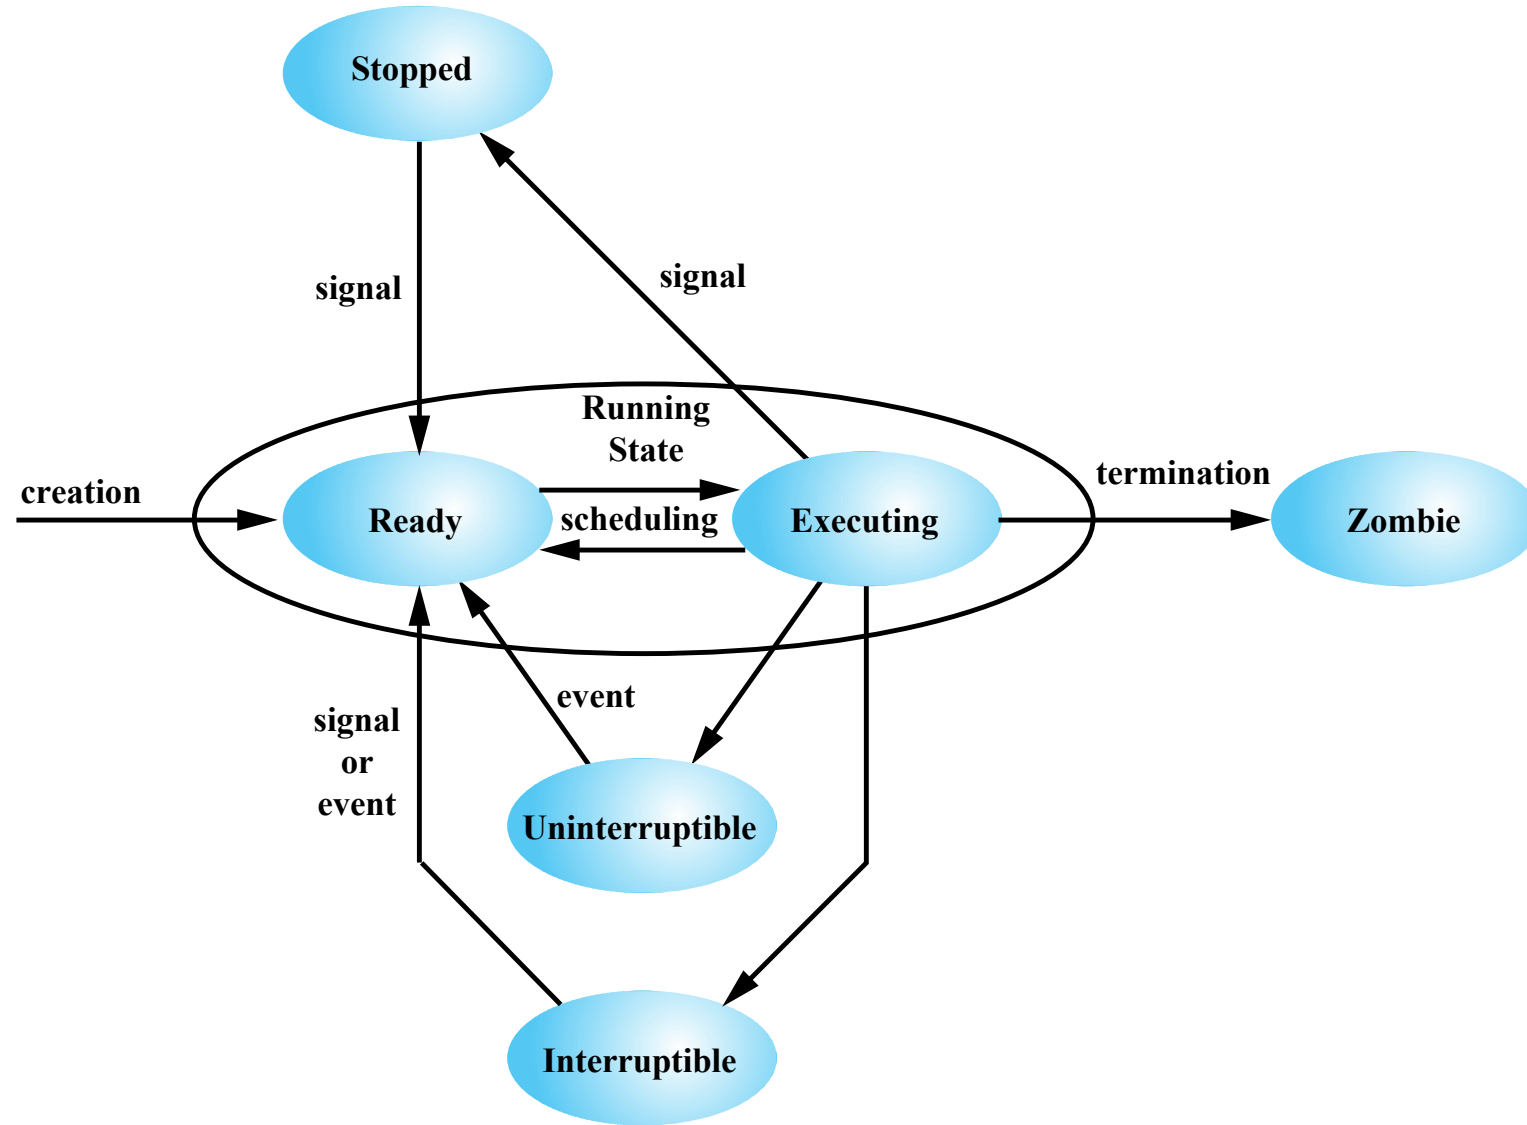 Stopped
signal
signal
Running
State
creation
termination
Ready
scheduling
Executing
Zombie
event
signal
or
event
Uninterruptible
Interruptible